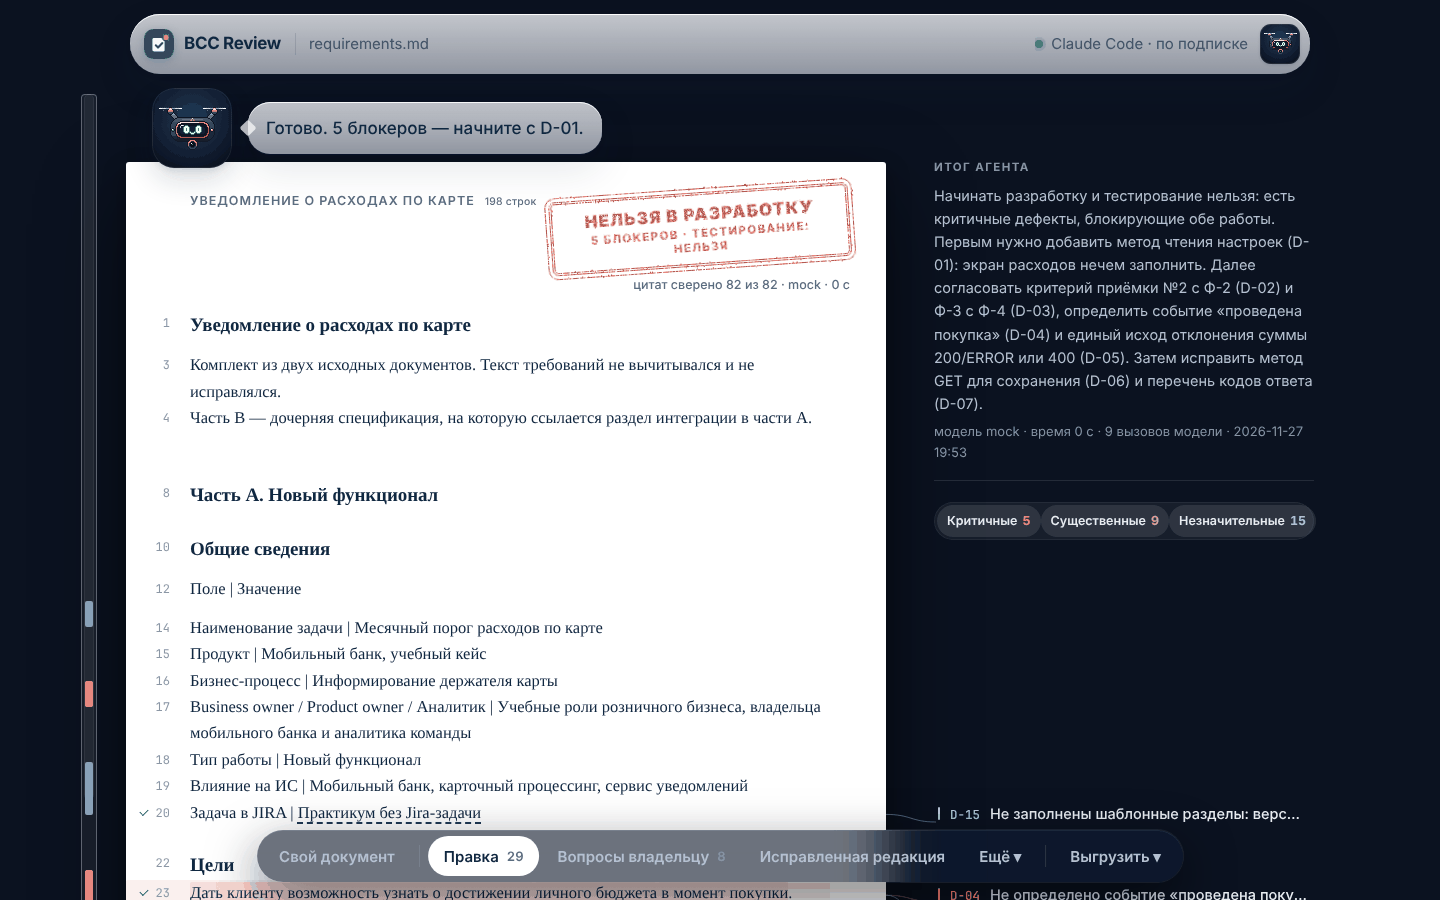 BCC Review
requirements.md
Claude Code · по подписке
Готово. 5 блокеров — начните с D-01.
УВЕДОМЛЕНИЕ О РАСХОДАХ ПО КАРТЕ 198 строк
НЕЛЬЗЯ В РАЗРАБОТКУ
5 БЛОКЕРОВ · ТЕСТИРОВАНИЕ:
НЕЛЬЗЯ
цитат сверено 82 из 82 · mock · 0 с
1 Уведомление о расходах по карте
3 Комплект из двух исходных документов. Текст требований не вычитывался и не
исправлялся.
4 Часть B — дочерняя спецификация, на которую ссылается раздел интеграции в части A.
8 Часть A. Новый функционал
10 Общие сведения
12 Поле | Значение
14 Наименование задачи | Месячный порог расходов по карте
15 Продукт | Мобильный банк, учебный кейс
16 Бизнес-процесс | Информирование держателя карты
17 Business owner / Product owner / Аналитик | Учебные роли розничного бизнеса, владельца
мобильного банка и аналитика команды
18 Тип работы | Новый функционал
19 Влияние на ИС | Мобильный банк, карточный процессинг, сервис уведомлений
✓ 20 Задача в JIRA | Практикум без Jira-задачи
22 Цели
✓ 23 Дать клиенту возможность узнать о достижении личного бюджета в момент покупки.
ИТОГ АГЕНТА
Начинать разработку и тестирование нельзя: есть
критичные дефекты, блокирующие обе работы.
Первым нужно добавить метод чтения настроек (D-
01): экран расходов нечем заполнить. Далее
согласовать критерий приёмки №2 с Ф-2 (D-02) и
Ф-3 с Ф-4 (D-03), определить событие «проведена
покупка» (D-04) и единый исход отклонения суммы
200/ERROR или 400 (D-05). Затем исправить метод
GET для сохранения (D-06) и перечень кодов ответа
(D-07).
модель mock · время 0 с · 9 вызовов модели · 2026-11-27
19:53
Критичные 5 Существенные 9 Незначительные 15
D-15 Не заполнены шаблонные разделы: верс...
D-04 Не определено событие «проведена поку...
Свой документ Правка 29 Вопросы владельцу 8 Исправленная редакция Ещё ▾ Выгрузить ▾